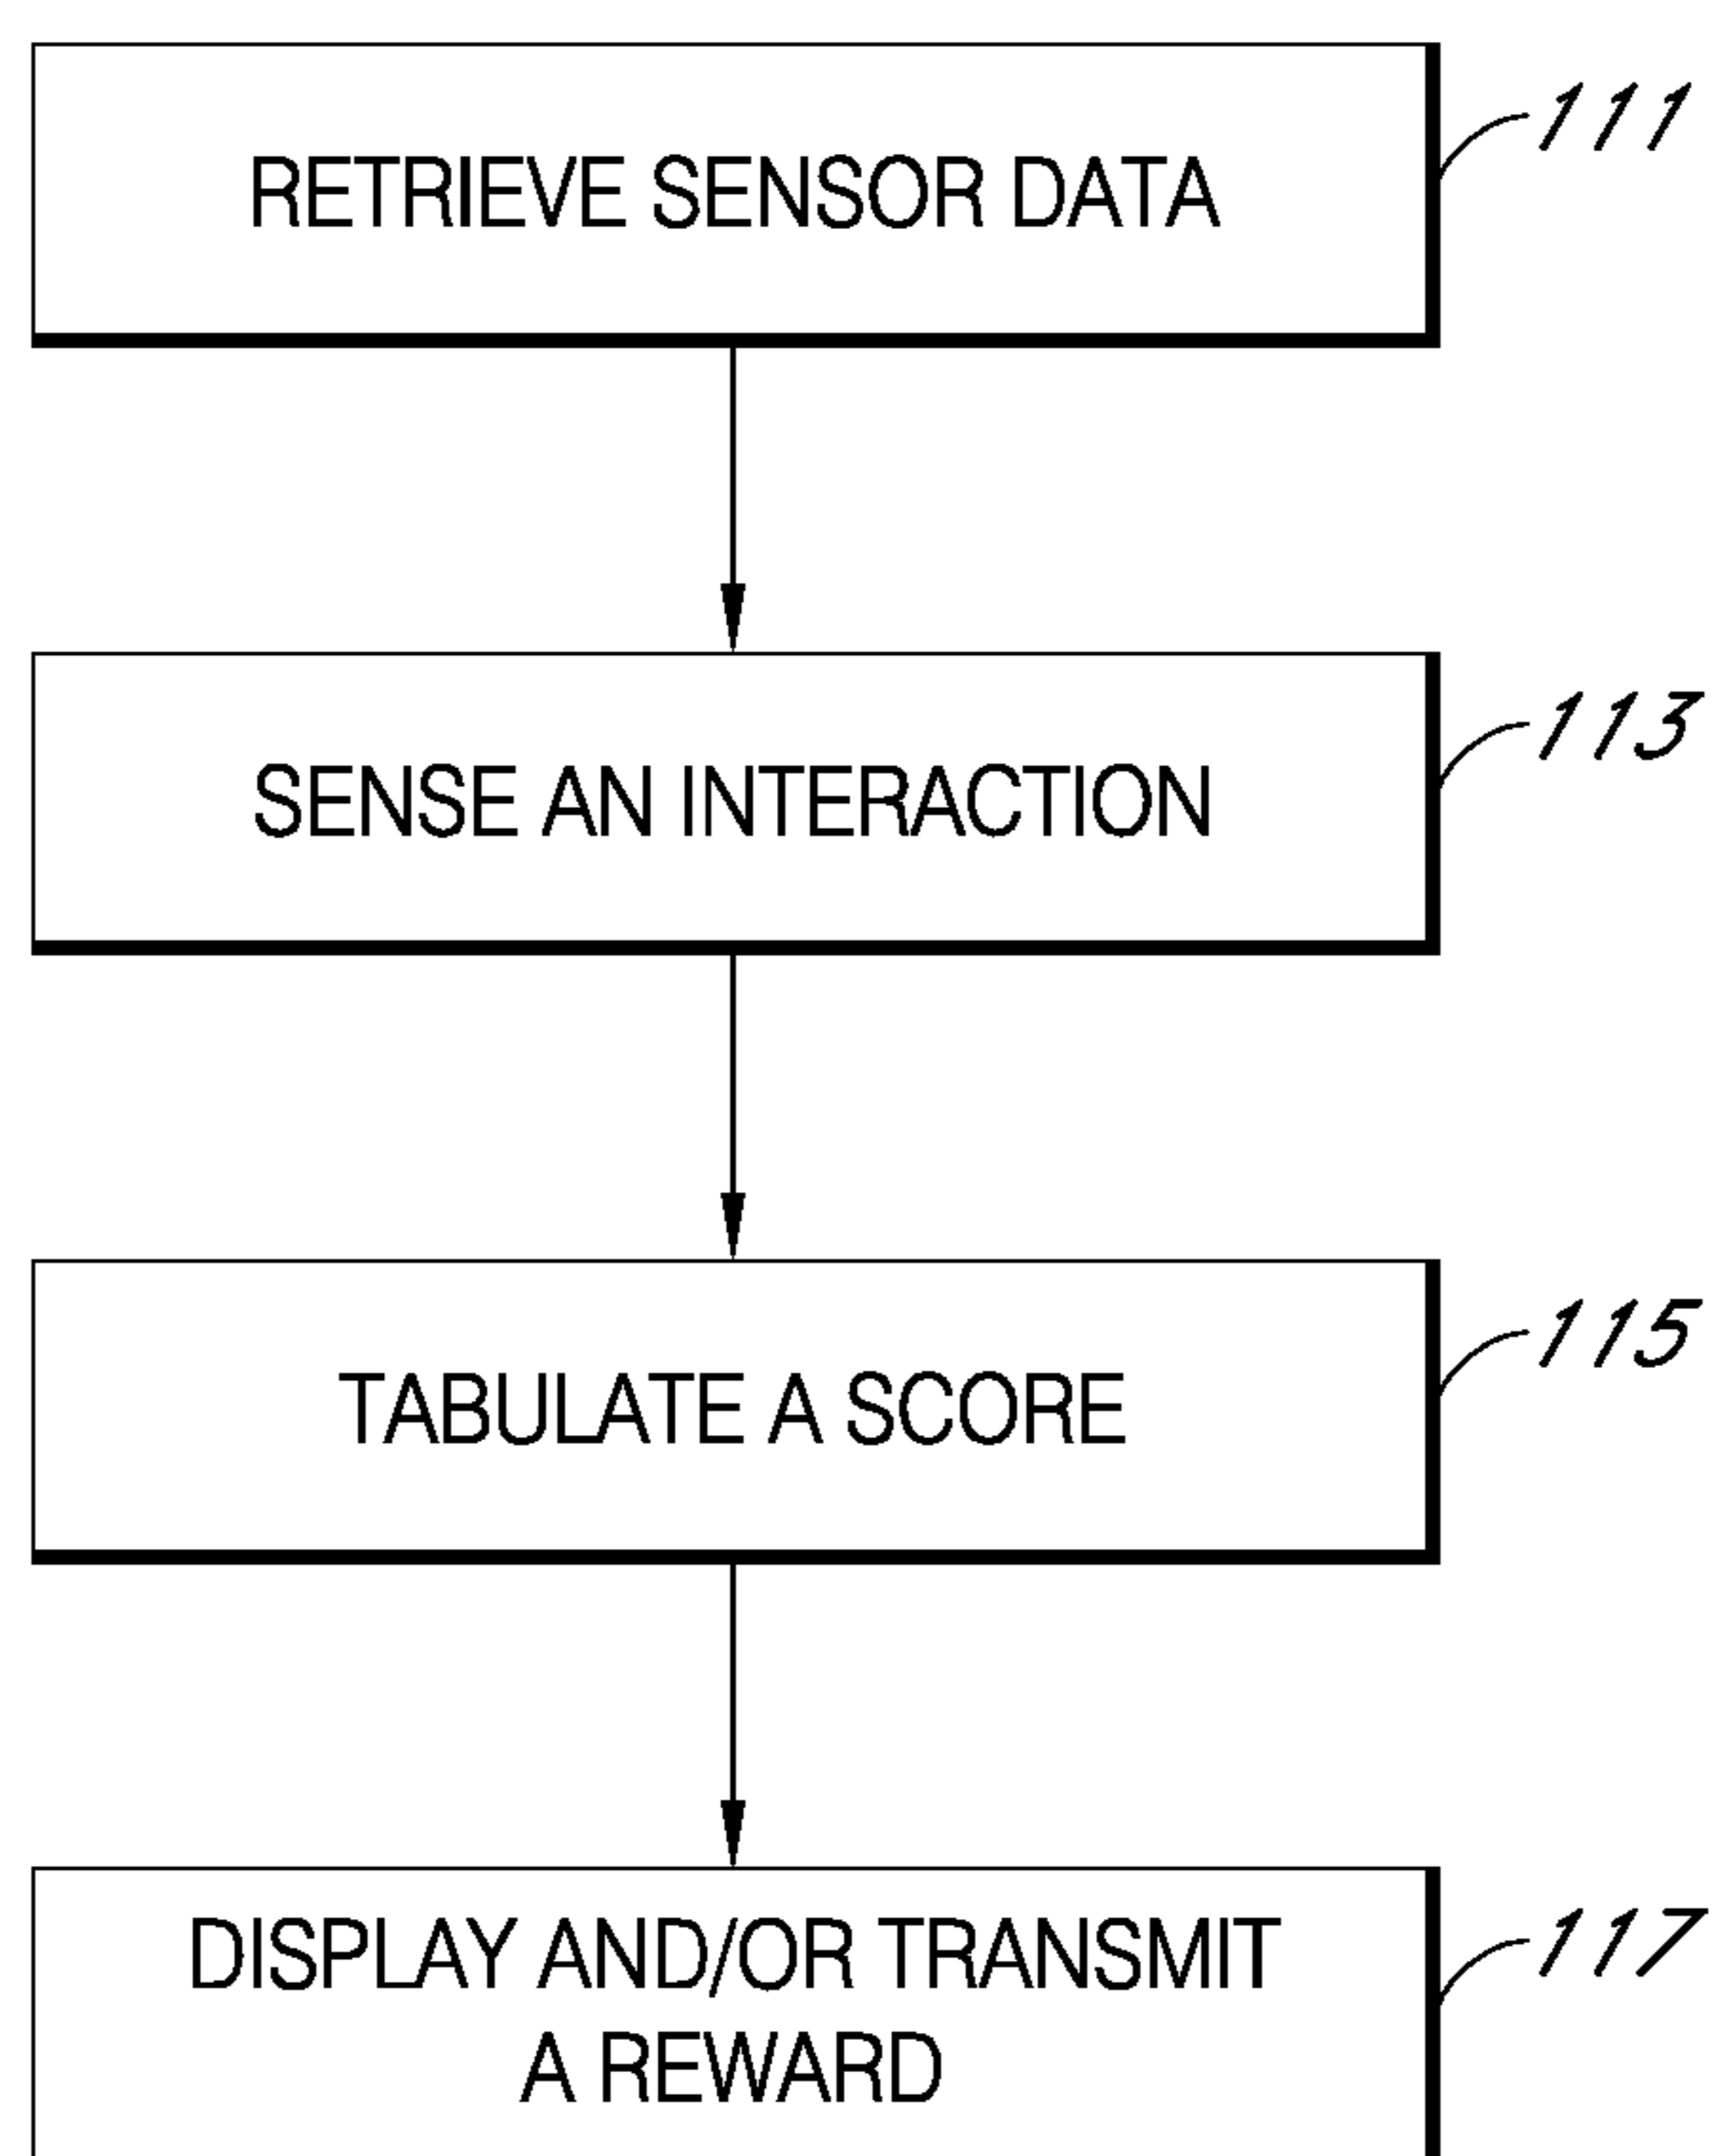 RETRIEVE SENSOR DATA
111
SENSE AN INTERACTION
113
TABULATE A SCORE
115
DISPLAY AND/OR TRANSMIT
A REWARD
117